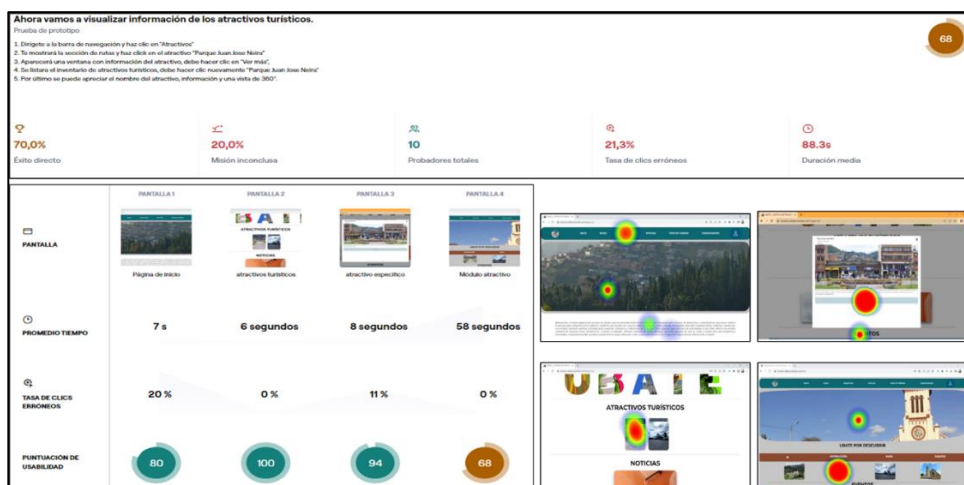 Ahora vamos a visualizar información de los atractivos turísticos.
Prueba de prototipo
1. Dirígete a la barra de navegación y haz clic en "Atractivos"
2. Te mostrará la sección de rutas y haz click en el atractivo "Parque Juan Jose Neira"
3. Aparecerá una ventana con información del atractivo, debe hacer clic en "Ver más",
4. Se listara el inventario de atractivos turísticos, debe hacer clic nuevamente "Parque Juan Jose Neira"
5. Por último se puede apreciar el nombre del atractivo, información y una vista de 360°.
68
70,0%
Éxito directo
20,0%
Misión inconclusa
10
Probadores totales
21,3%
Tasa de clics erróneos
88.3s
Duración media
PANTALLA 1 PANTALLA 2 PANTALLA 3 PANTALLA 4
PANTALLA
BAI
ATRACTIVOS TURÍSTICOS
NOTICIAS
Página de inicio atractivos turísticos atractivo específico Módulo atractivo
PROMEDIO TIEMPO 7 s 6 segundos 8 segundos 58 segundos
TASA DE CLICS ERRÓNEOS 20 % 0 % 11 % 0 %
PUNTUACIÓN DE USABILIDAD 80 100 94 68
UBATE
ATRACTIVOS TURÍSTICOS
NOTICIAS
UBATE POR DESCUBRIR